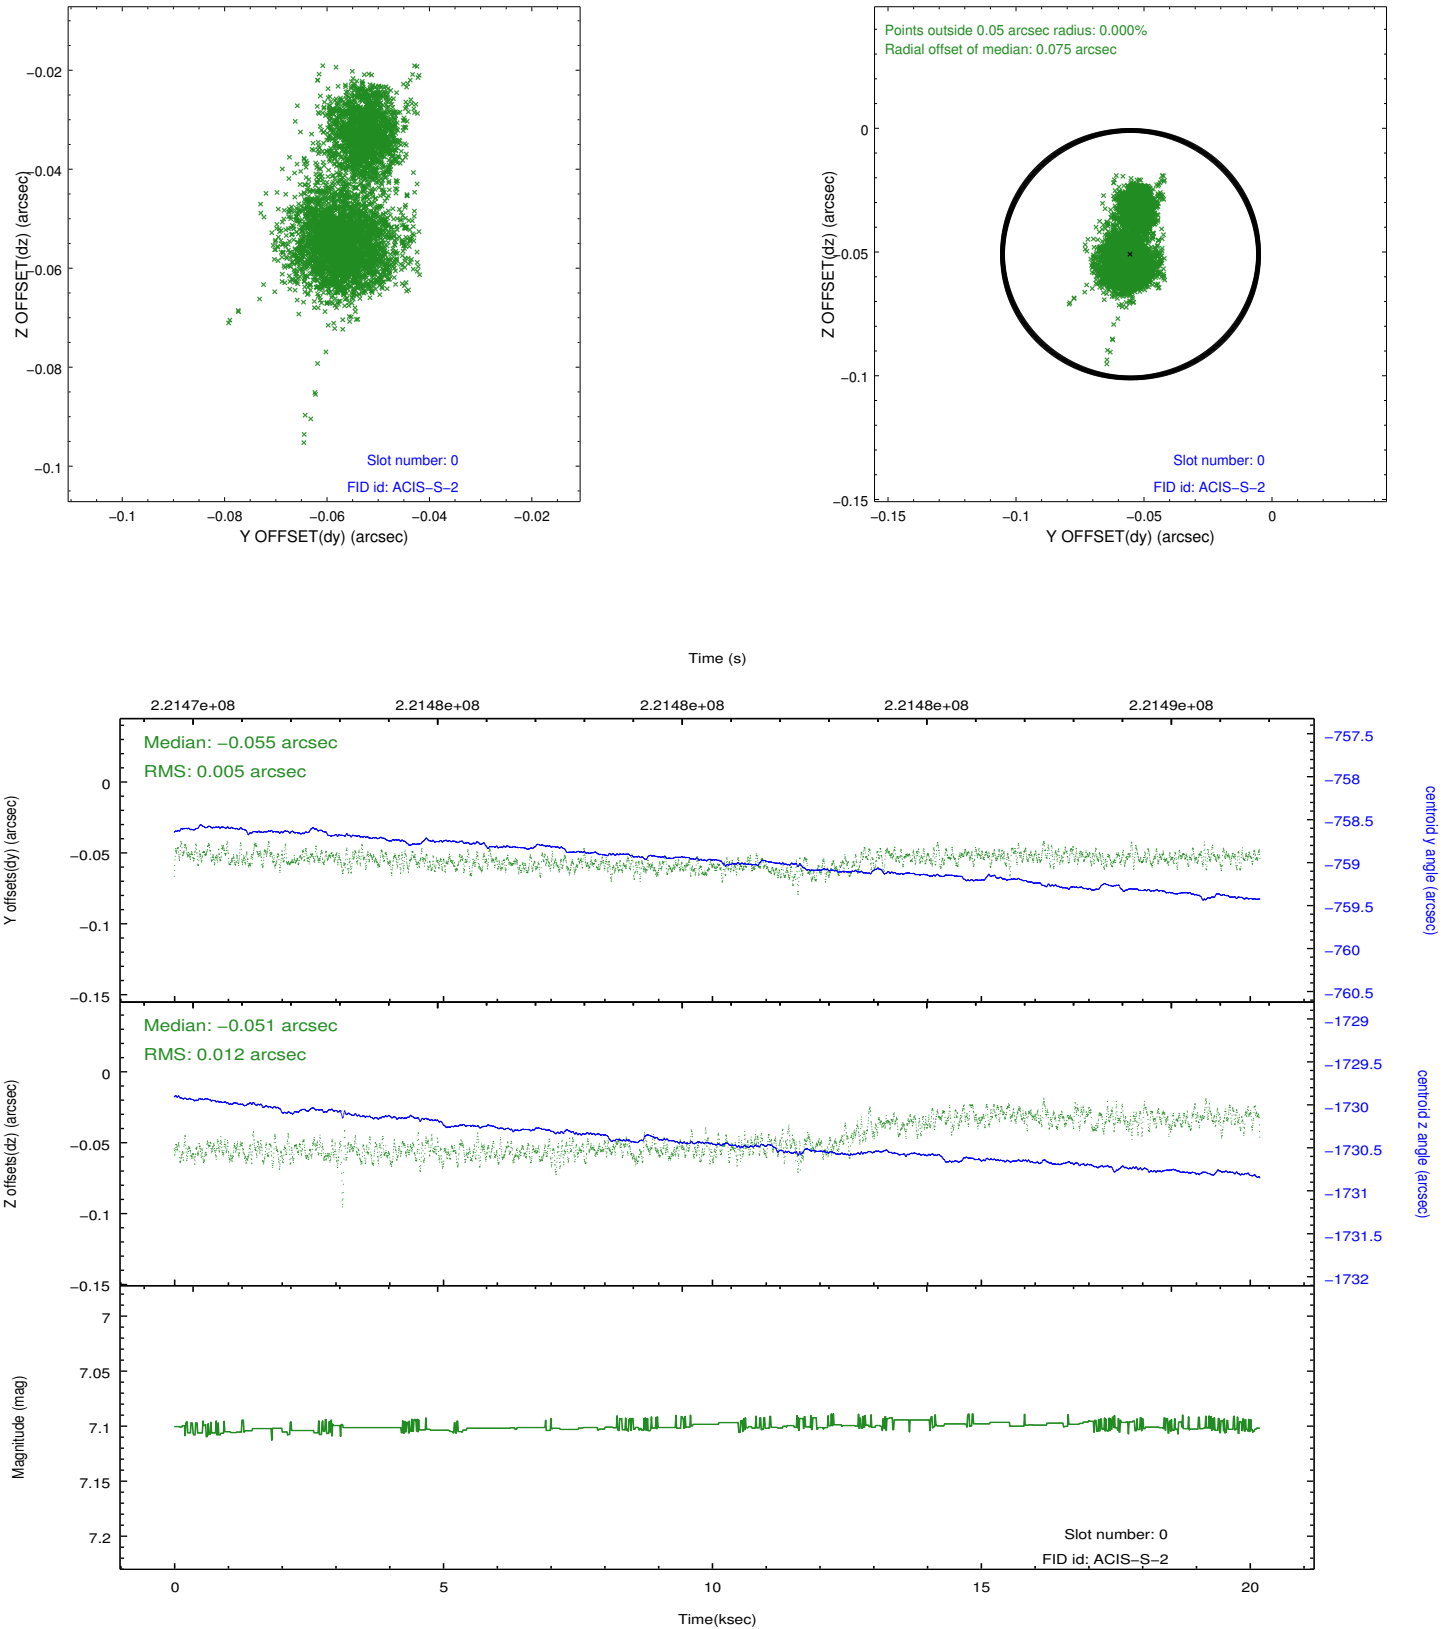 −0.02
−0.04
−0.06
−0.08
−0.1
Z OFFSET(dz) (arcsec)
Slot number: 0
FID id: ACIS−S−2
−0.1
−0.08
−0.06
−0.04
−0.02
Y OFFSET(dy) (arcsec)
Points outside 0.05 arcsec radius: 0.000%
Radial offset of median: 0.075 arcsec
0
−0.05
−0.1
−0.15
Z OFFSET(dz) (arcsec)
Slot number: 0
FID id: ACIS−S−2
−0.15
−0.1
−0.05
0
Y OFFSET(dy) (arcsec)
Time (s)
2.2147e+08
2.2148e+08
2.2148e+08
2.2148e+08
2.2149e+08
Median: −0.055 arcsec
RMS: 0.005 arcsec
0
−0.05
−0.1
−0.15
Y offsets(dy) (arcsec)
−757.5
−758
−758.5
−759
−759.5
−760
−760.5
centroid y angle (arcsec)
Median: −0.051 arcsec
RMS: 0.012 arcsec
0
−0.05
−0.1
−0.15
Z offsets(dz) (arcsec)
−1729
−1729.5
−1730
−1730.5
−1731
−1731.5
−1732
centroid z angle (arcsec)
7
7.05
7.1
7.15
7.2
Magnitude (mag)
Slot number: 0
FID id: ACIS−S−2
0
5
10
15
20
Time(ksec)